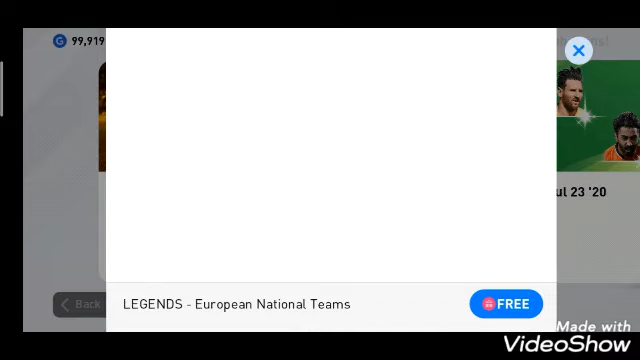 99,919
ul 23 '20
Back
LEGENDS - European National Teams
FREE
Made with
VideoShow